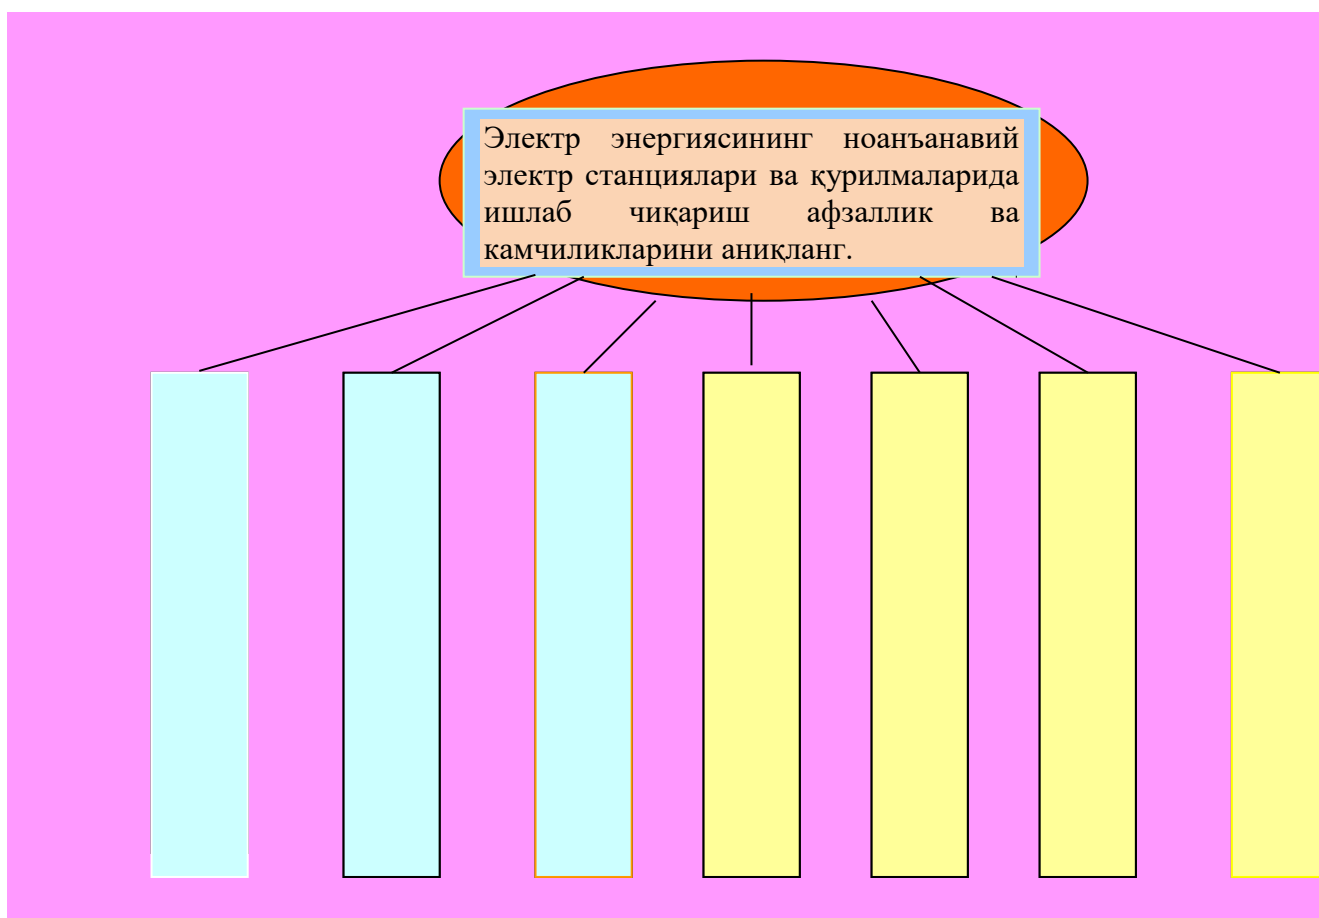 Электр энергиясининг ноанъанавий
электр станциялари ва қурилмаларида
ишлаб чиқариш афзаллик ва
камчиликларини аниқланг.